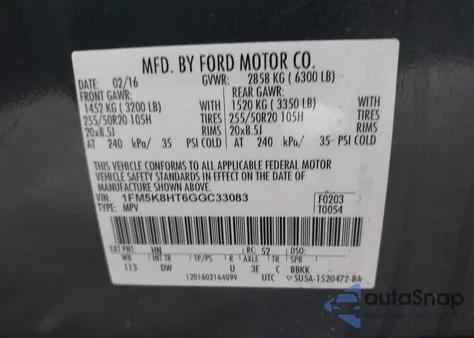 MFD. BY FORD MOTOR CO.
DATE: 02/16 GVWR: 2858 KG ( 6300 LB)
FRONT GAWR: REAR GAWR:
1452 KG ( 3200 LB) WITH 1520 KG ( 3350 LB) WITH
255/50R20 105H TIRES 255/50R20 105H TIRES
20x8.5J RIMS 20x8.5J RIMS
AT 240 kPa/ 35 PSI COLD AT 240 kPa/ 35 PSI COLD
THIS VEHICLE CONFORMS TO ALL APPLICABLE FEDERAL MOTOR
VEHICLE SAFETY AND THEFT PREVENTION STANDARDS IN EFFECT ON THE DATE
OF MANUFACTURE SHOWN ABOVE.
VIN: 1FM5K8HT6GGC33083 F0203
TYPE: MPV T0054
EXT PNT: HN RC: 52 DSO:
WB INT TR TP/PS R AXLE TR SPR
113 DW U 3E C BBKK
1201602164099 UTC 5U5A-1520472-BA
autoSnap